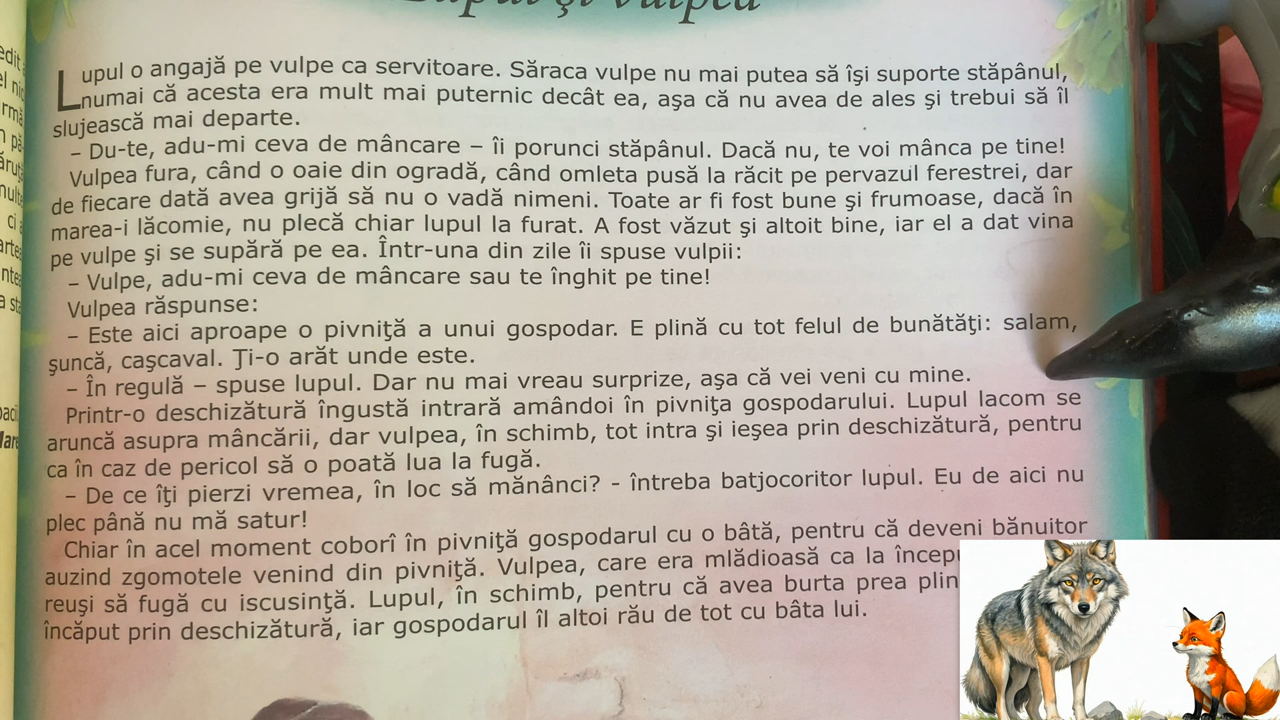 Lupul şi vulpea
Lupul o angajă pe vulpe ca servitoare. Săraca vulpe nu mai putea să îşi suporte stăpânul,
numai că acesta era mult mai puternic decât ea, aşa că nu avea de ales şi trebui să îl
slujească mai departe.
– Du-te, adu-mi ceva de mâncare – îi porunci stăpânul. Dacă nu, te voi mânca pe tine!
Vulpea fura, când o oaie din ogradă, când omleta pusă la răcit pe pervazul ferestrei, dar
de fiecare dată avea grijă să nu o vadă nimeni. Toate ar fi fost bune şi frumoase, dacă în
marea-i lăcomie, nu plecă chiar lupul la furat. A fost văzut şi altoit bine, iar el a dat vina
pe vulpe şi se supără pe ea. Într-una din zile îi spuse vulpii:
– Vulpe, adu-mi ceva de mâncare sau te înghit pe tine!
Vulpea răspunse:
– Este aici aproape o pivniţă a unui gospodar. E plină cu tot felul de bunătăţi: salam,
şuncă, caşcaval. Ţi-o arăt unde este.
– În regulă – spuse lupul. Dar nu mai vreau surprize, aşa că vei veni cu mine.
Printr-o deschizătură îngustă intrară amândoi în pivniţa gospodarului. Lupul lacom se
aruncă asupra mâncării, dar vulpea, în schimb, tot intra şi ieşea prin deschizătură, pentru
ca în caz de pericol să o poată lua la fugă.
– De ce îţi pierzi vremea, în loc să mănânci? - întreba batjocoritor lupul. Eu de aici nu
plec până nu mă satur!
Chiar în acel moment coborî în pivniţă gospodarul cu o bâtă, pentru că deveni bănuitor
auzind zgomotele venind din pivniţă. Vulpea, care era mlădioasă ca la
reuşi să fugă cu iscusinţă. Lupul, în schimb, pentru că avea burta prea
încăput prin deschizătură, iar gospodarul îl altoi rău de tot cu bâta lui.